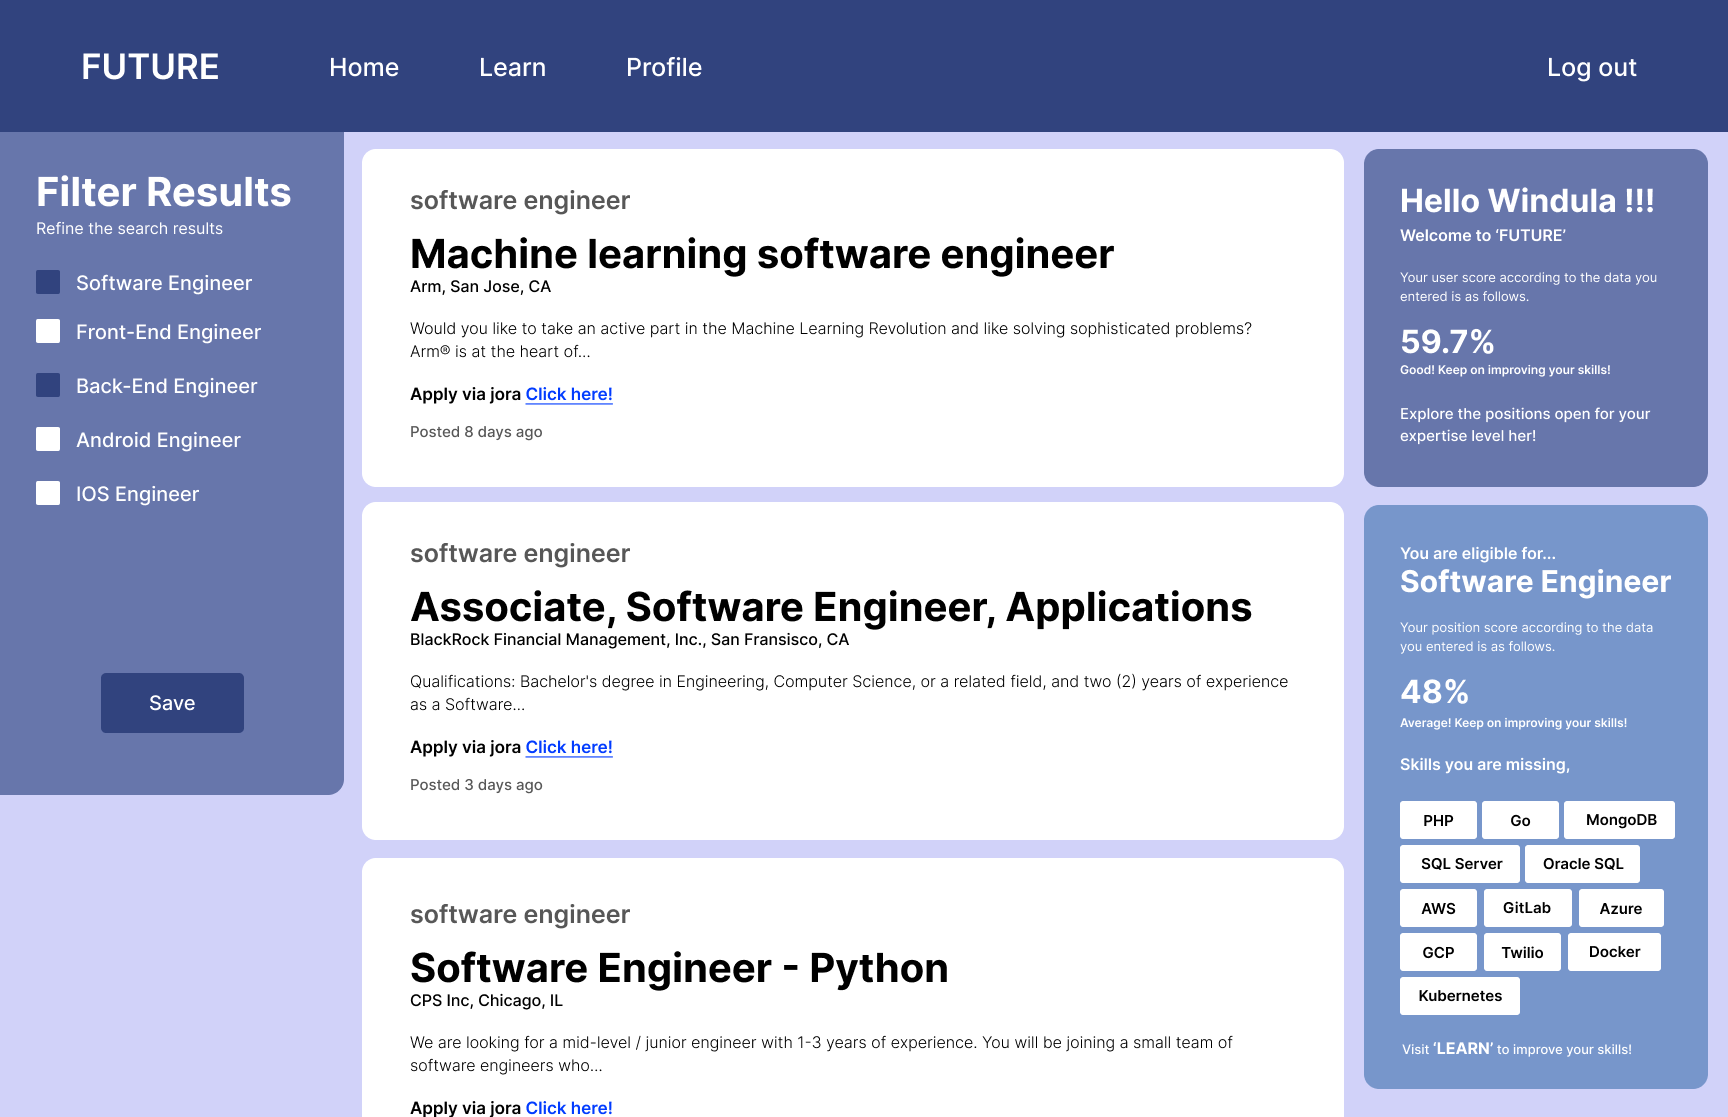 FUTURE
Home
Learn
Profile
Log out
Filter Results
Refine the search results
Software Engineer
Front-End Engineer
Back-End Engineer
Android Engineer
IOS Engineer
Save
software engineer
Machine learning software engineer
Arm, San Jose, CA
Would you like to take an active part in the Machine Learning Revolution and like solving sophisticated problems?
Arm® is at the heart of...
Apply via jora Click here!
Posted 8 days ago
software engineer
Associate, Software Engineer, Applications
BlackRock Financial Management, Inc., San Fransisco, CA
Qualifications: Bachelor's degree in Engineering, Computer Science, or a related field, and two (2) years of experience
as a Software...
Apply via jora Click here!
Posted 3 days ago
software engineer
Software Engineer - Python
CPS Inc, Chicago, IL
We are looking for a mid-level / junior engineer with 1-3 years of experience. You will be joining a small team of
software engineers who...
Apply via jora Click here!
Hello Windula !!!
Welcome to ‘FUTURE’
Your user score according to the data you
entered is as follows.
59.7%
Good! Keep on improving your skills!
Explore the positions open for your
expertise level her!
You are eligible for...
Software Engineer
Your position score according to the data
you entered is as follows.
48%
Average! Keep on improving your skills!
Skills you are missing,
PHP
Go
MongoDB
SQL Server
Oracle SQL
AWS
GitLab
Azure
GCP
Twilio
Docker
Kubernetes
Visit ‘LEARN’ to improve your skills!